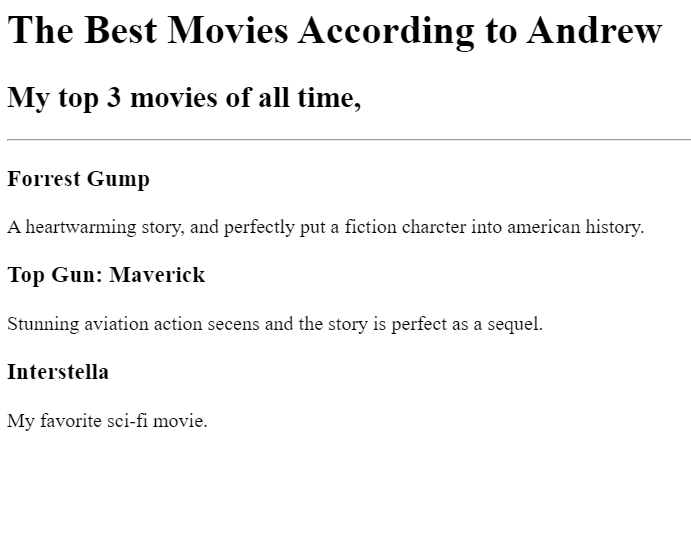 The Best Movies According to Andrew
My top 3 movies of all time,
Forrest Gump
A heartwarming story, and perfectly put a fiction charcter into american history.
Top Gun: Maverick
Stunning aviation action secens and the story is perfect as a sequel.
Interstella
My favorite sci-fi movie.